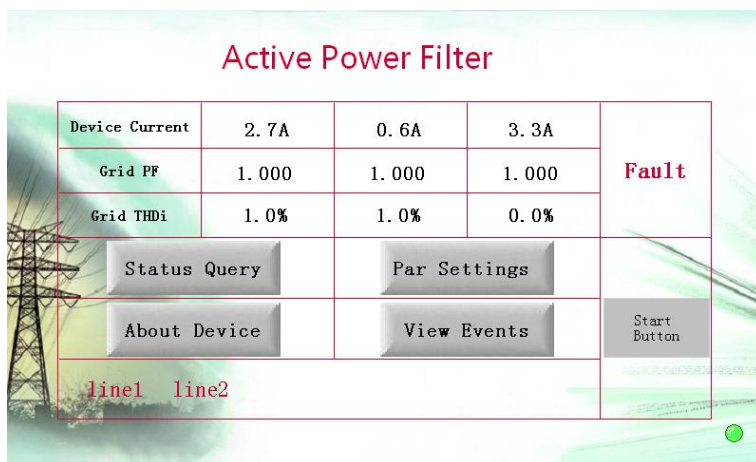 Active Power Filter
Device Current 2.7A 0.6A 3.3A
Grid PF 1.000 1.000 1.000
Fault
Grid THDi 1.0% 1.0% 0.0%
Status Query Par Settings
About Device View Events
Start
Button
line1 line2